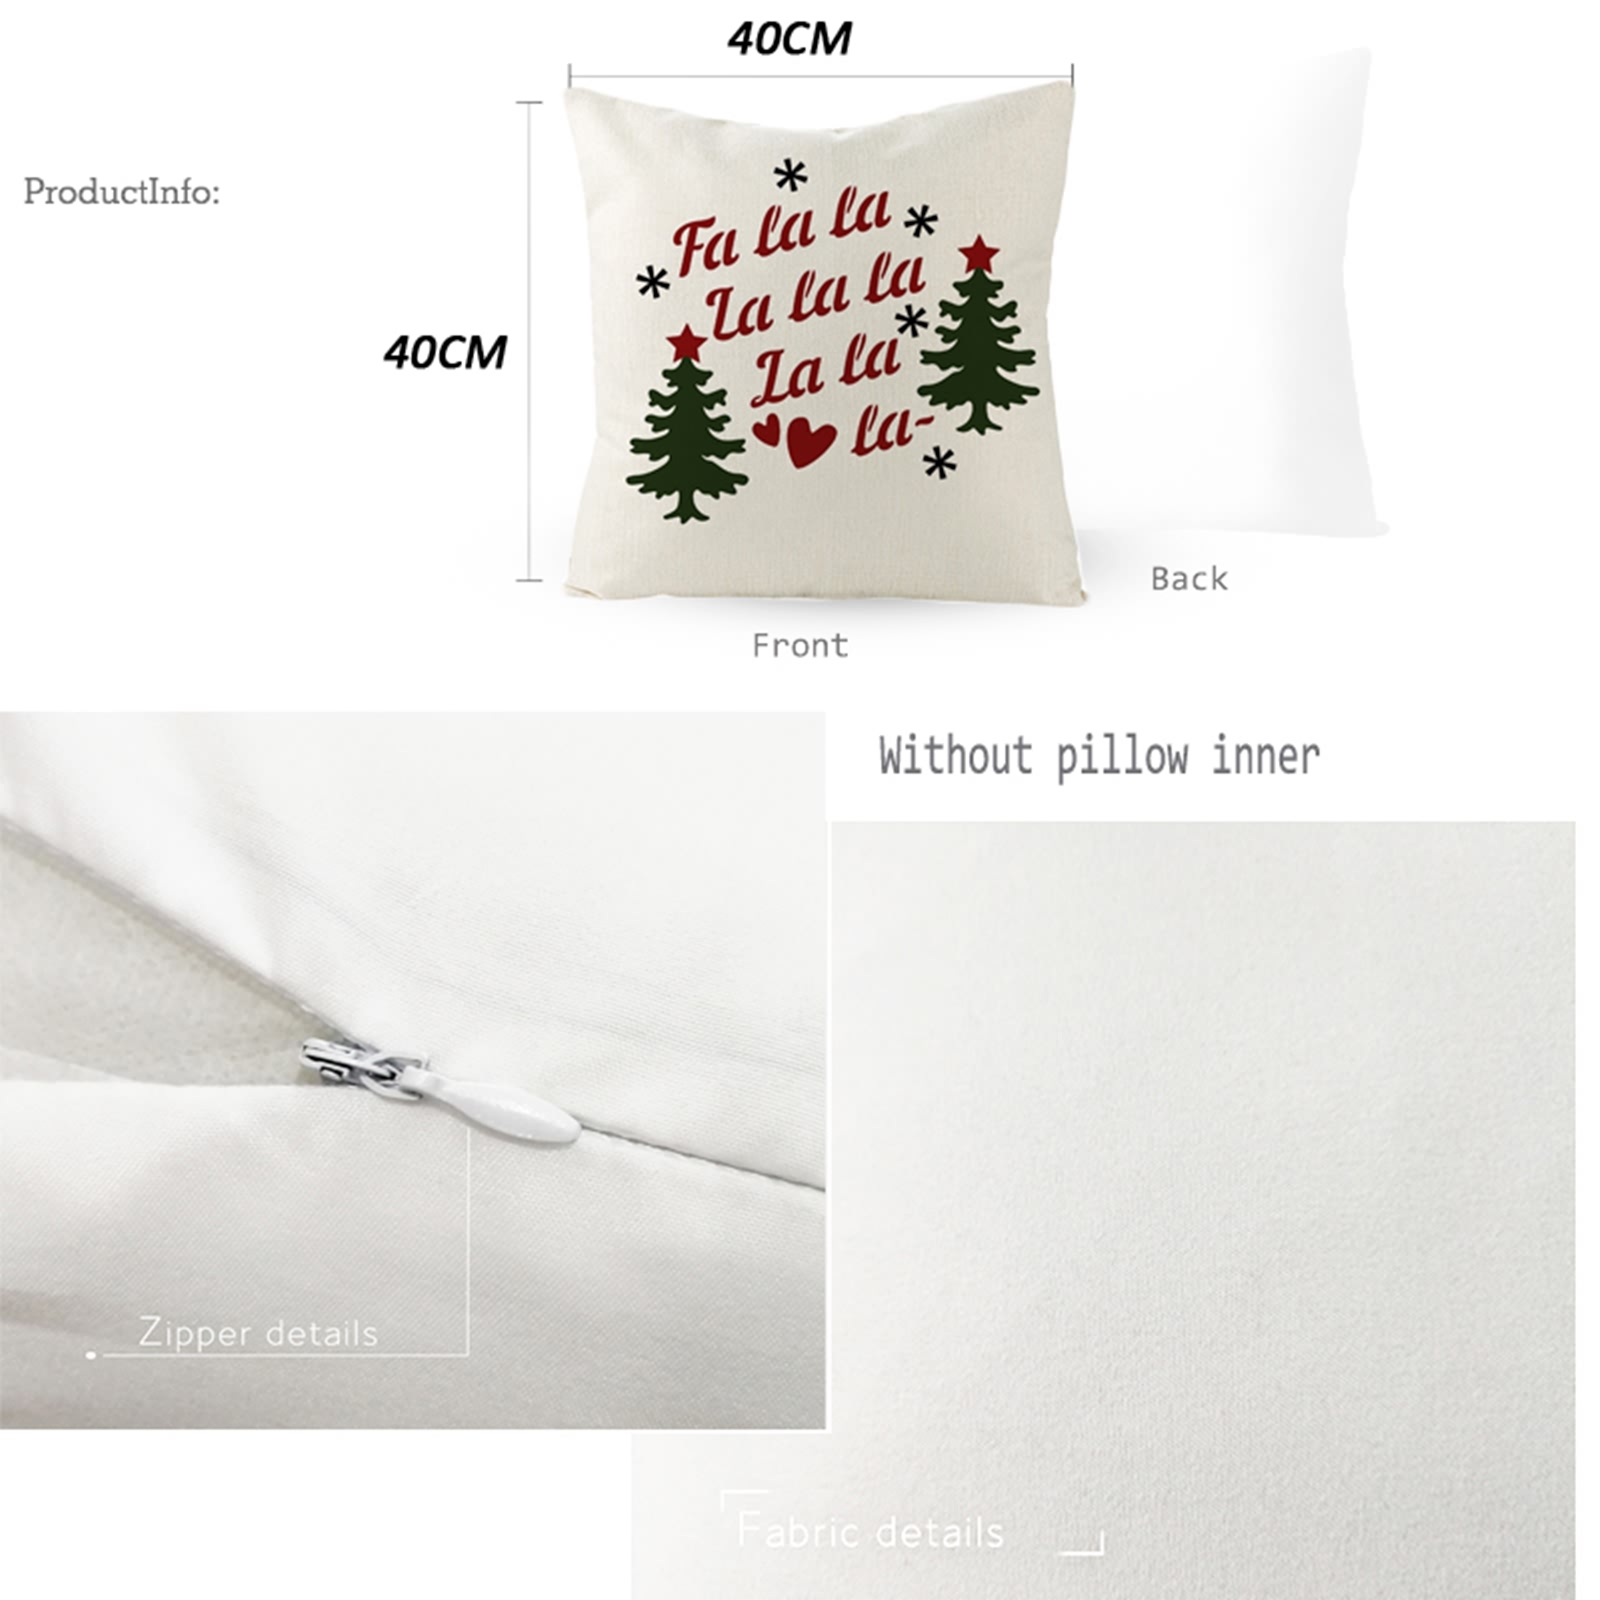 40CM
ProductInfo:
40CM
Fa la la
La la la
La la
la-
Back
Front
Without pillow inner
Zipper details
Fabric details